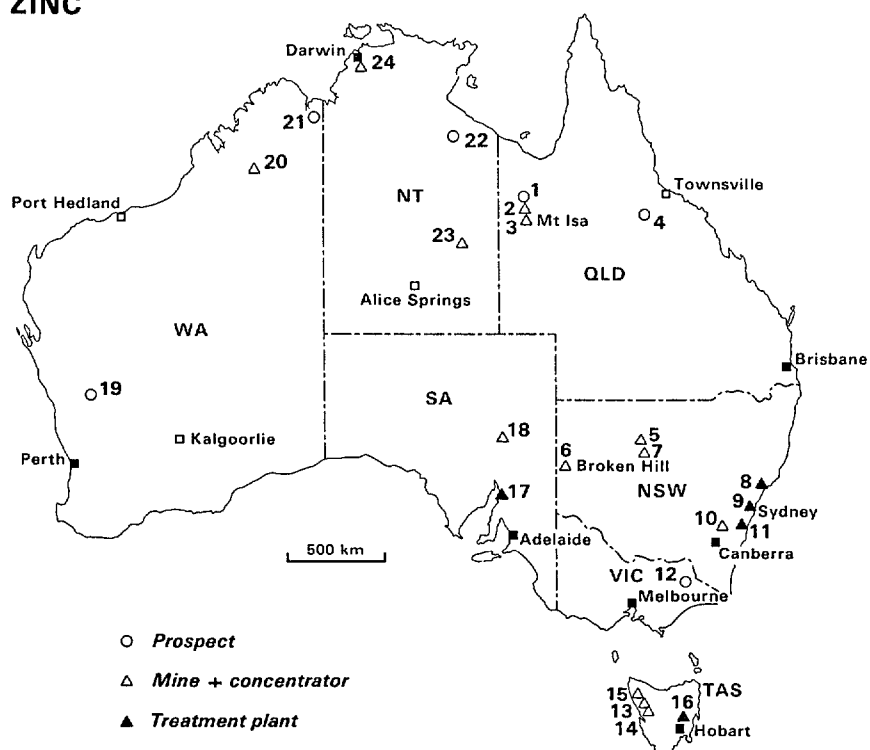 ZINC
Darwin
24
21
22
20
1
Townsville
Port Hedland
NT
2
3 Mt Isa
4
23
QLD
Alice Springs
WA
Brisbane
19
SA
18
5
Kalgoorlie
6
7
Perth
Broken Hill
8
17
NSW
9
Sydney
10
11
Adelaide
Canberra
500 km
VIC
12
Melbourne
Prospect
Mine + concentrator
Treatment plant
TAS
15
16
13
14
Hobart